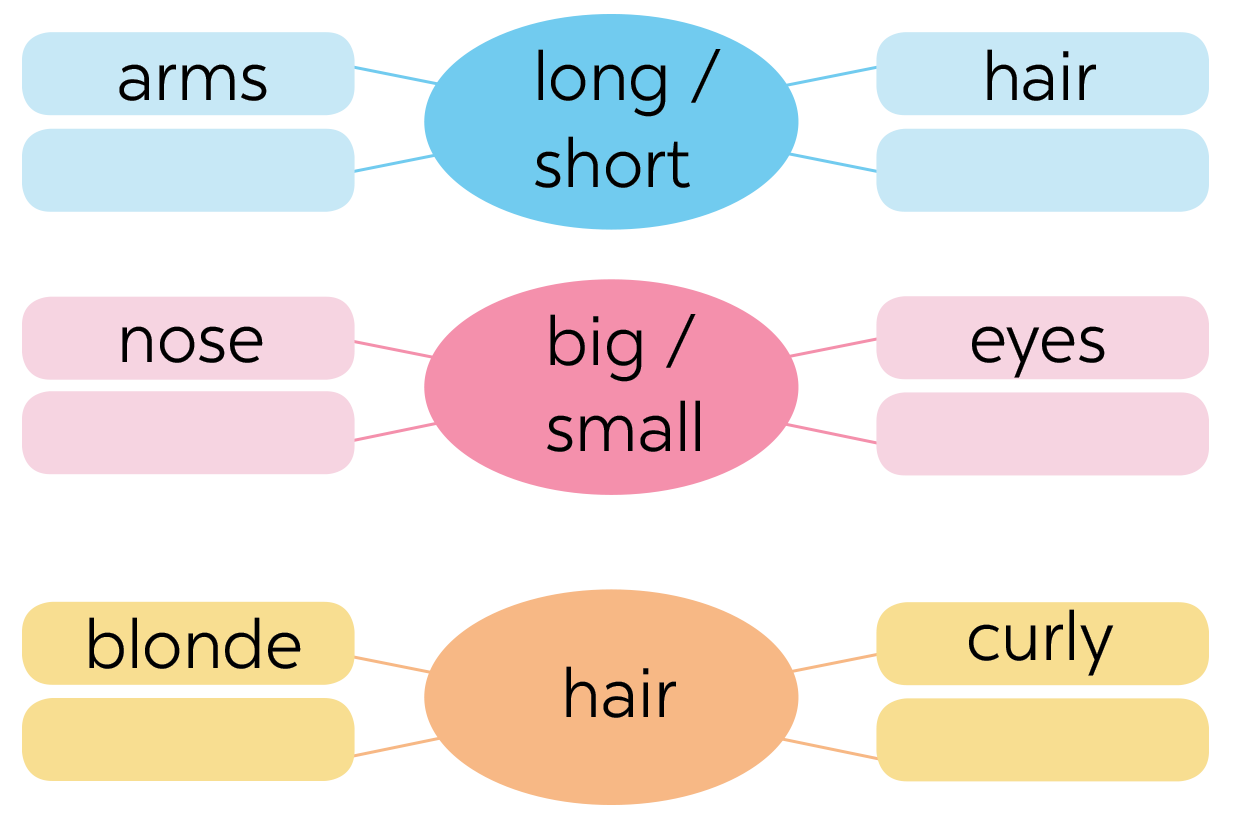 arms
long /
short
hair
nose
big /
small
eyes
blonde
hair
curly